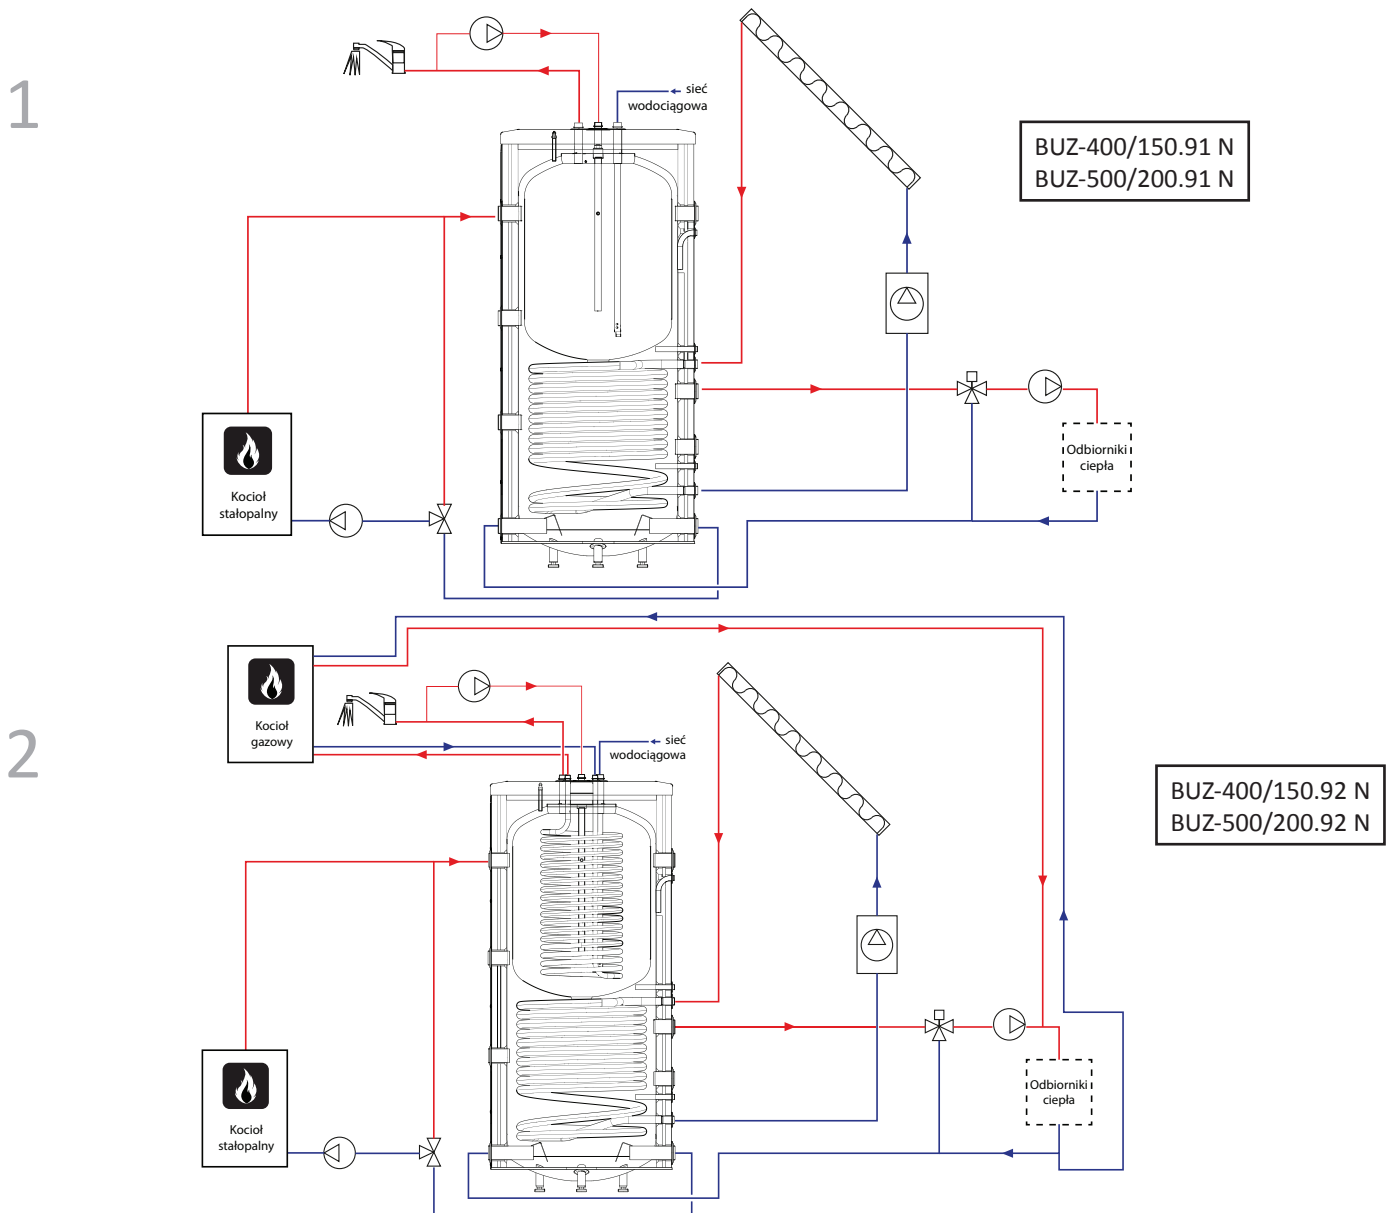 1
sieć
wodociągowa
BUZ-400/150.91 N
BUZ-500/200.91 N
Kocioł
stałopalny
Odbiorniki
ciepła
2
Kocioł
gazowy
sieć
wodociągowa
BUZ-400/150.92 N
BUZ-500/200.92 N
Kocioł
stałopalny
Odbiorniki
ciepła